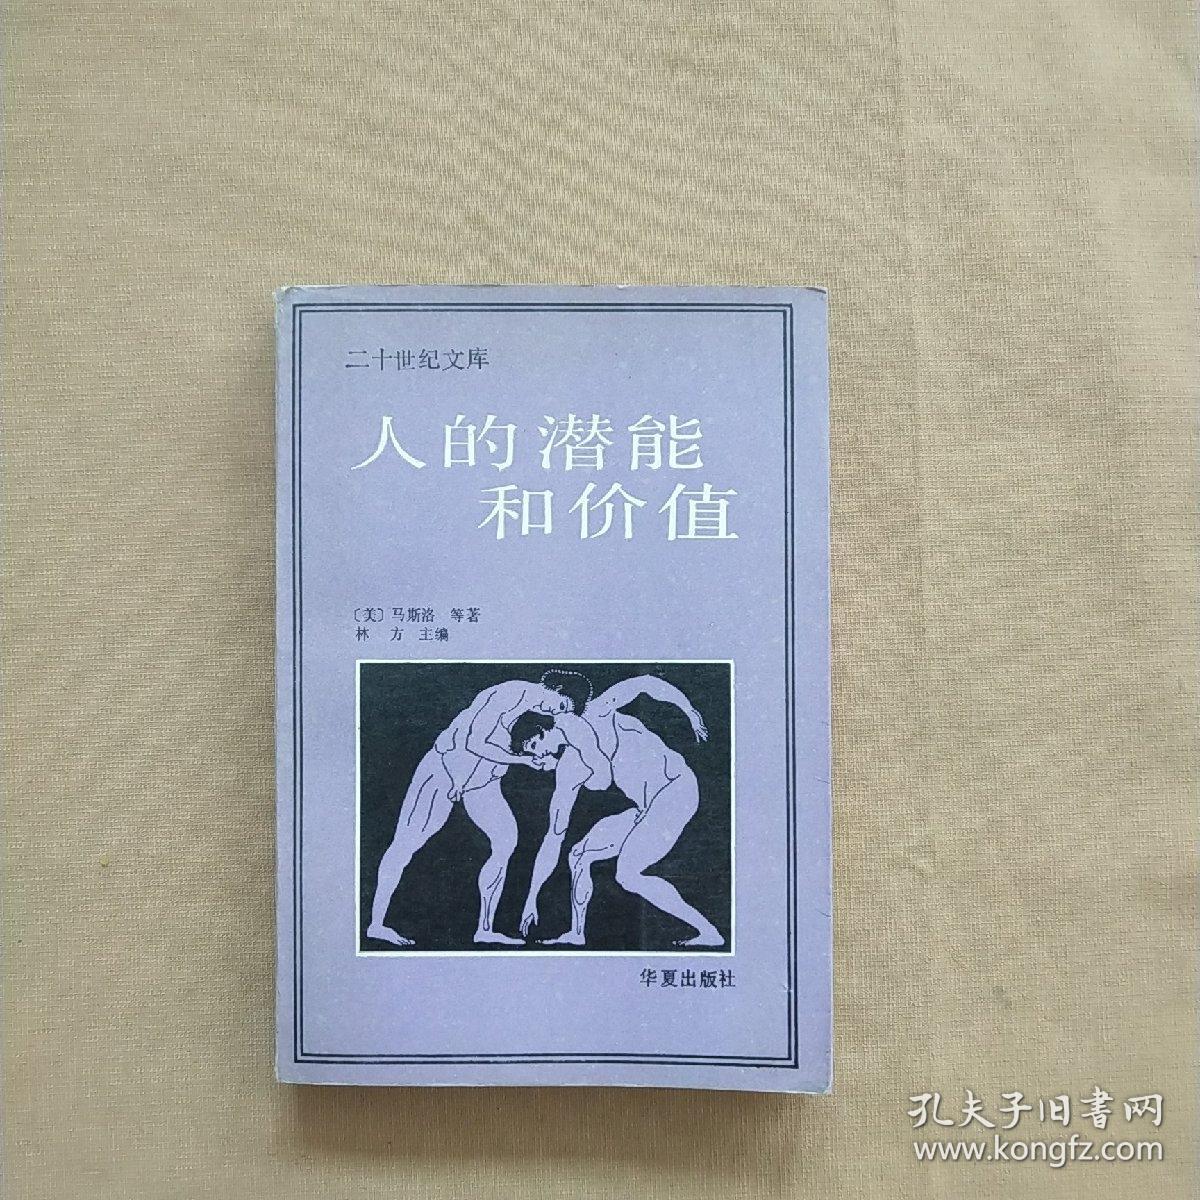 二十世纪文库
人的潜能
和价值
〔美〕马斯洛 等著
林 方 主编
华夏出版社
孔夫子旧書网
www.kongfz.com